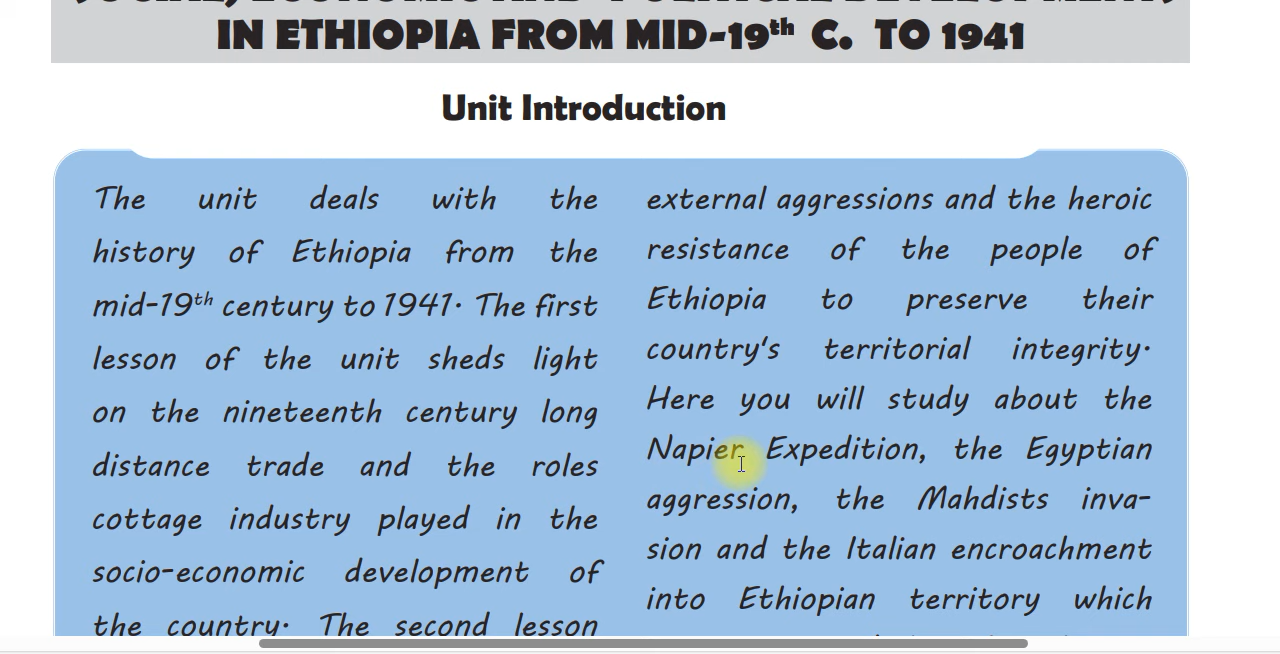 IN ETHIOPIA FROM MID-19th C. TO 1941
Unit Introduction
The unit deals with the
history of Ethiopia from the
mid-19th century to 1941. The first
lesson of the unit sheds light
on the nineteenth century long
distance trade and the roles
cottage industry played in the
socio-economic development of
the country. The second lesson
external aggressions and the heroic
resistance of the people of
Ethiopia to preserve their
country's territorial integrity.
Here you will study about the
Napier Expedition, the Egyptian
aggression, the Mahdists inva-
sion and the Italian encroachment
into Ethiopian territory which